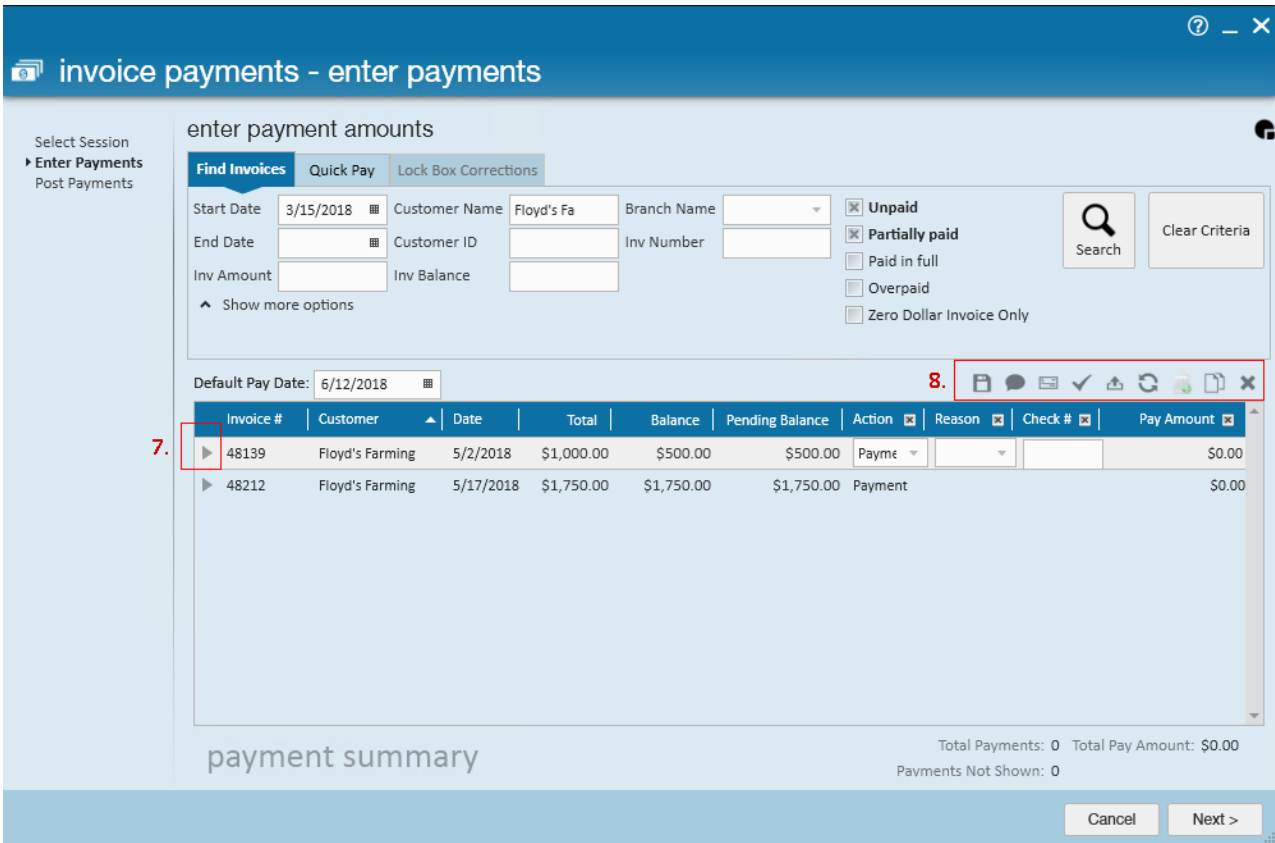 invoice payments - enter payments
Select Session
Enter Payments
Post Payments
enter payment amounts
Find Invoices Quick Pay Lock Box Corrections
Start Date 3/15/2018 Customer Name Floyd's Fa Branch Name
End Date Customer ID Inv Number
Inv Amount Inv Balance
Show more options
Unpaid
Partially paid
Paid in full
Overpaid
Zero Dollar Invoice Only
Search
Clear Criteria
Default Pay Date: 6/12/2018
8.
Invoice # Customer Date Total Balance Pending Balance Action Reason Check # Pay Amount
7.
48139 Floyd's Farming 5/2/2018 $1,000.00 $500.00 $500.00 Payme $0.00
48212 Floyd's Farming 5/17/2018 $1,750.00 $1,750.00 $1,750.00 Payment $0.00
payment summary
Total Payments: 0 Total Pay Amount: $0.00
Payments Not Shown: 0
Cancel Next >